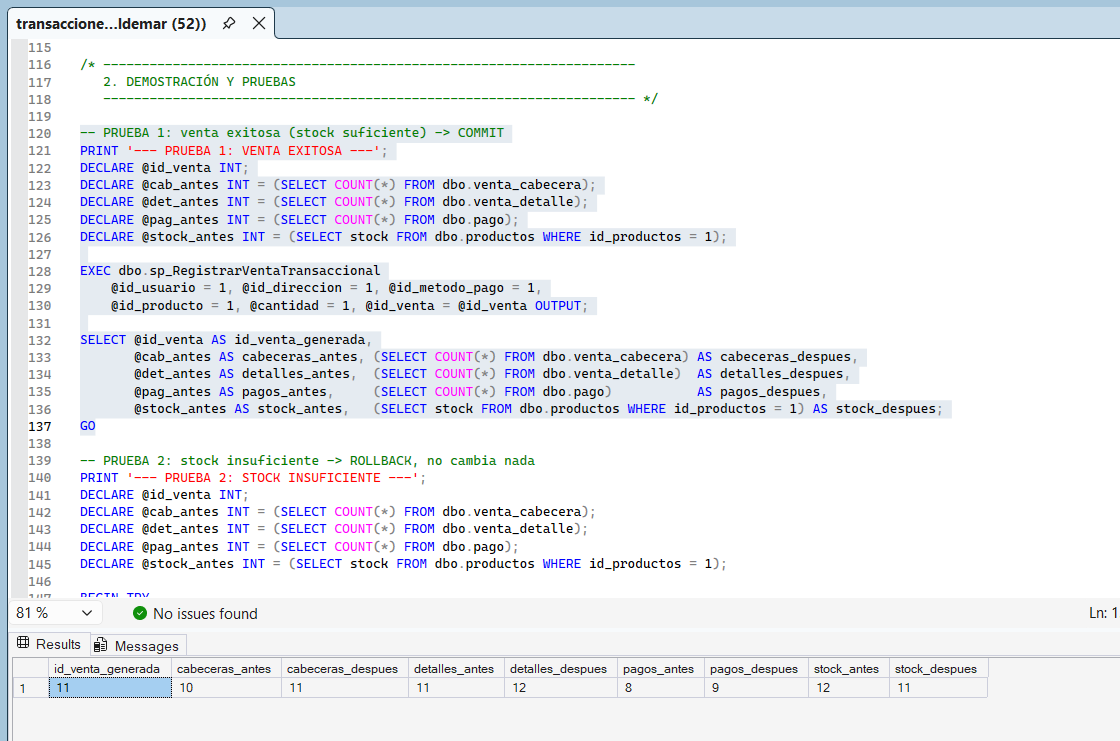 transaccione...ldemar (52))
115
116 /* ---------------------------------------------------------------------
117 2. DEMOSTRACIÓN Y PRUEBAS
118 --------------------------------------------------------------------- */
119
120 -- PRUEBA 1: venta exitosa (stock suficiente) -> COMMIT
121 PRINT '--- PRUEBA 1: VENTA EXITOSA ---';
122 DECLARE @id_venta INT;
123 DECLARE @cab_antes INT = (SELECT COUNT(*) FROM dbo.venta_cabecera);
124 DECLARE @det_antes INT = (SELECT COUNT(*) FROM dbo.venta_detalle);
125 DECLARE @pag_antes INT = (SELECT COUNT(*) FROM dbo.pago);
126 DECLARE @stock_antes INT = (SELECT stock FROM dbo.productos WHERE id_productos = 1);
127
128 EXEC dbo.sp_RegistrarVentaTransaccional
129 @id_usuario = 1, @id_direccion = 1, @id_metodo_pago = 1,
130 @id_producto = 1, @cantidad = 1, @id_venta = @id_venta OUTPUT;
131
132 SELECT @id_venta AS id_venta_generada,
133 @cab_antes AS cabeceras_antes, (SELECT COUNT(*) FROM dbo.venta_cabecera) AS cabeceras_despues,
134 @det_antes AS detalles_antes, (SELECT COUNT(*) FROM dbo.venta_detalle) AS detalles_despues,
135 @pag_antes AS pagos_antes, (SELECT COUNT(*) FROM dbo.pago) AS pagos_despues,
136 @stock_antes AS stock_antes, (SELECT stock FROM dbo.productos WHERE id_productos = 1) AS stock_despues;
137 GO
138
139 -- PRUEBA 2: stock insuficiente -> ROLLBACK, no cambia nada
140 PRINT '--- PRUEBA 2: STOCK INSUFICIENTE ---';
141 DECLARE @id_venta INT;
142 DECLARE @cab_antes INT = (SELECT COUNT(*) FROM dbo.venta_cabecera);
143 DECLARE @det_antes INT = (SELECT COUNT(*) FROM dbo.venta_detalle);
144 DECLARE @pag_antes INT = (SELECT COUNT(*) FROM dbo.pago);
145 DECLARE @stock_antes INT = (SELECT stock FROM dbo.productos WHERE id_productos = 1);
146
147 BEGIN TRY
81 % No issues found Ln: 1
Results Messages
id_venta_generada cabeceras_antes cabeceras_despues detalles_antes detalles_despues pagos_antes pagos_despues stock_antes stock_despues
1 11 10 11 11 12 8 9 12 11